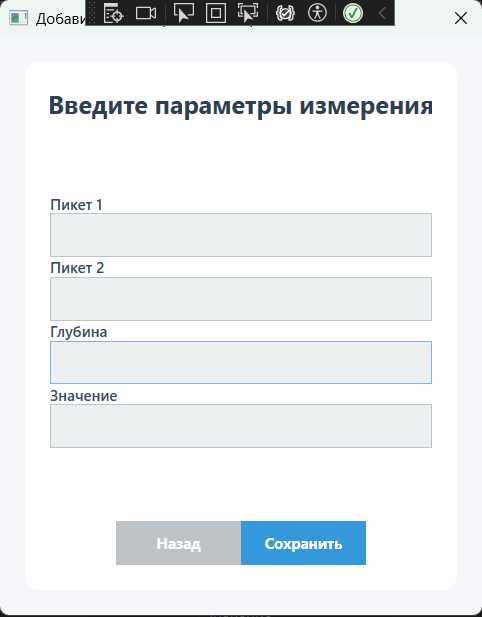 Добави
Введите параметры измерения
Пикет 1
Пикет 2
Глубина
Значение
Назад
Сохранить